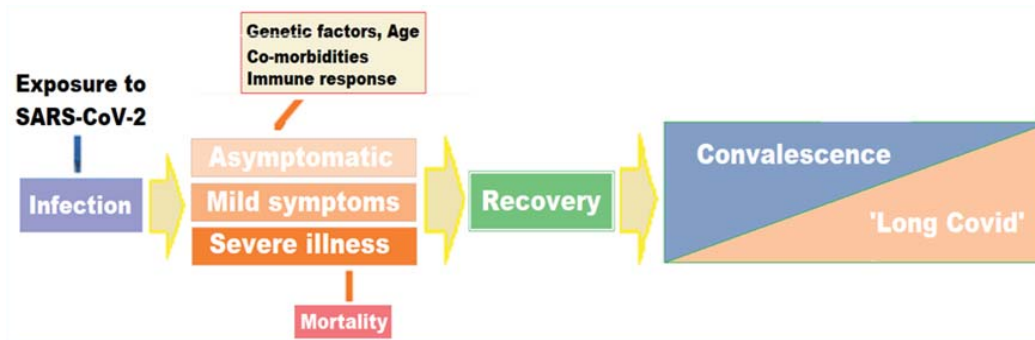 Genetic factors, Age
Co-morbidities
Immune response
Exposure to
SARS-CoV-2
Infection
Asymptomatic
Mild symptoms
Severe illness
Mortality
Recovery
Convalescence
'Long Covid'